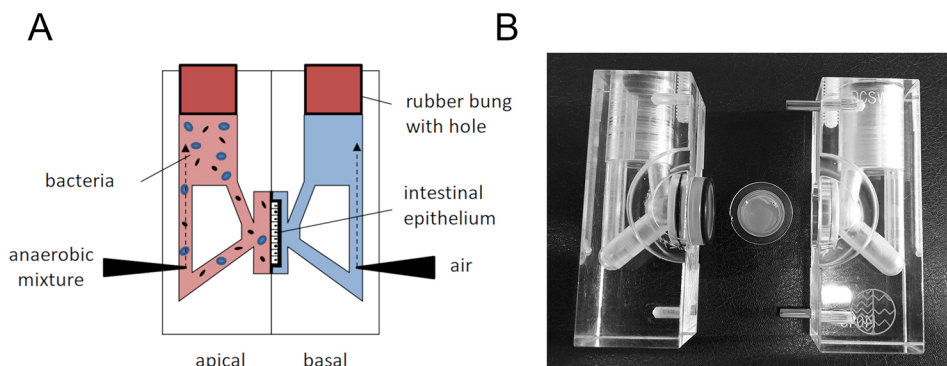 A
B
rubber bung
with hole
bacteria
intestinal
epithelium
anaerobic
mixture
air
apical
basal